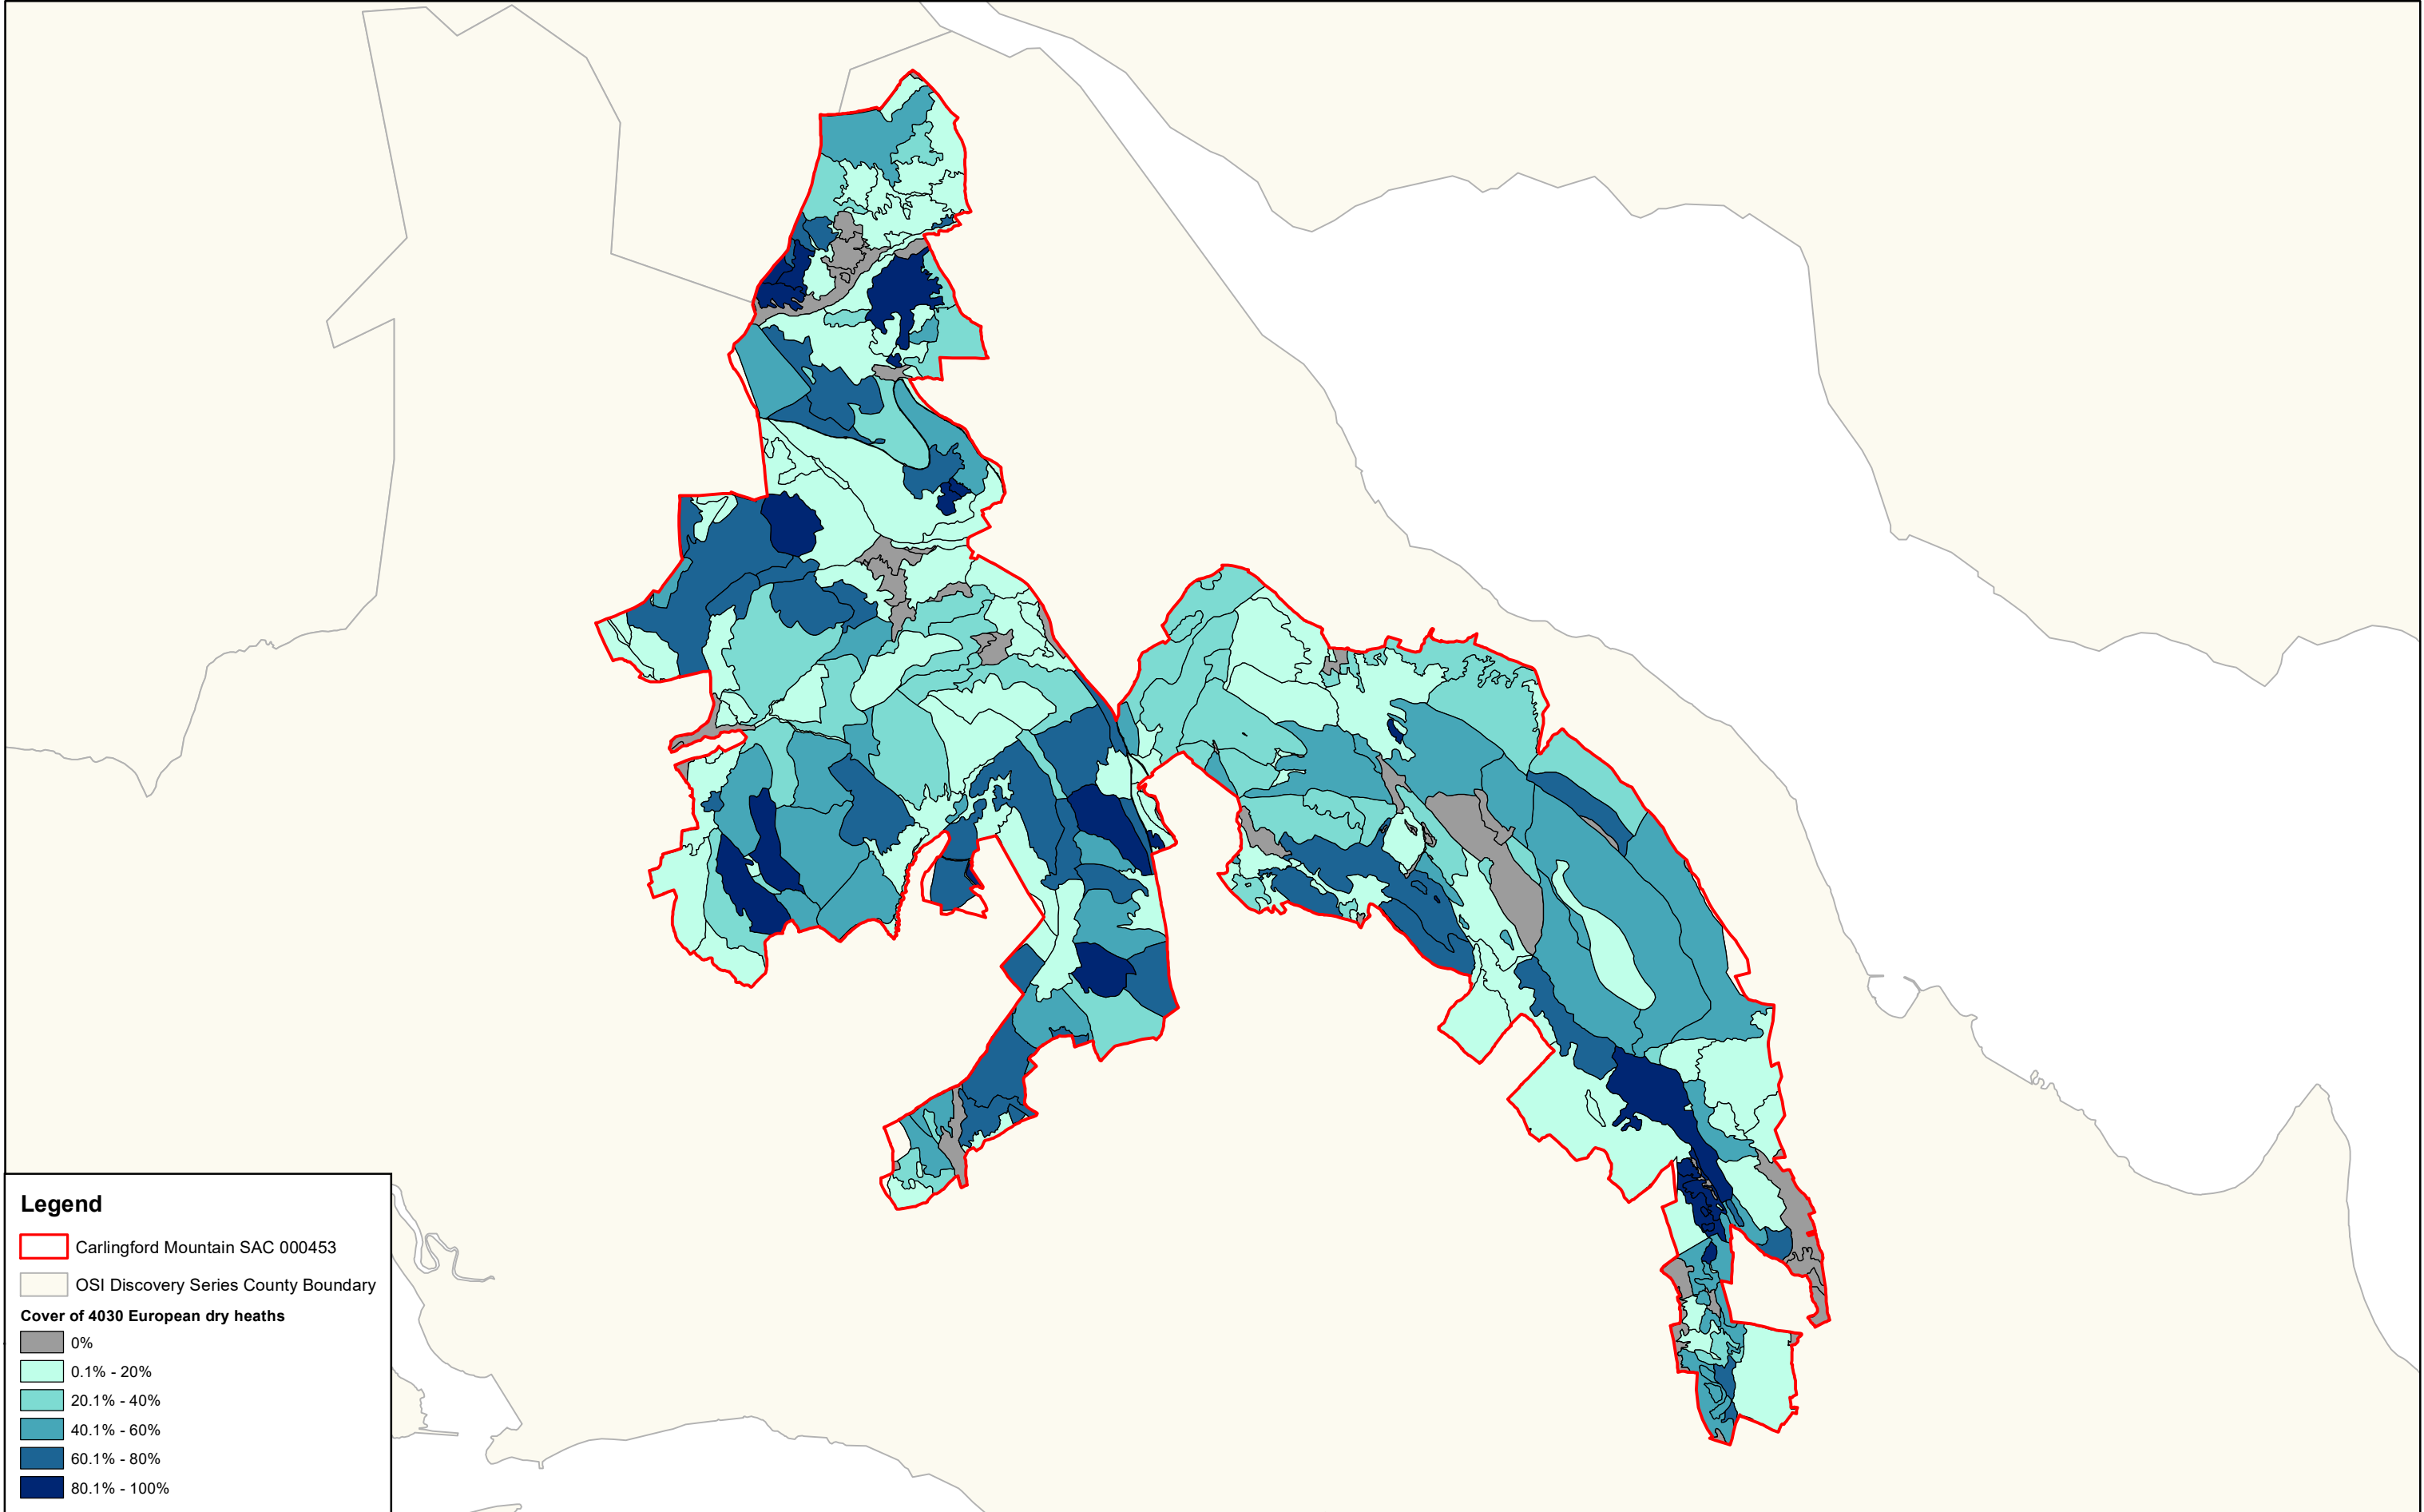 Legend
Carlingford Mountain SAC 000453
OSI Discovery Series County Boundary
Cover of 4030 European dry heaths
0%
0.1% - 20%
20.1% - 40%
40.1% - 60%
60.1% - 80%
80.1% - 100%